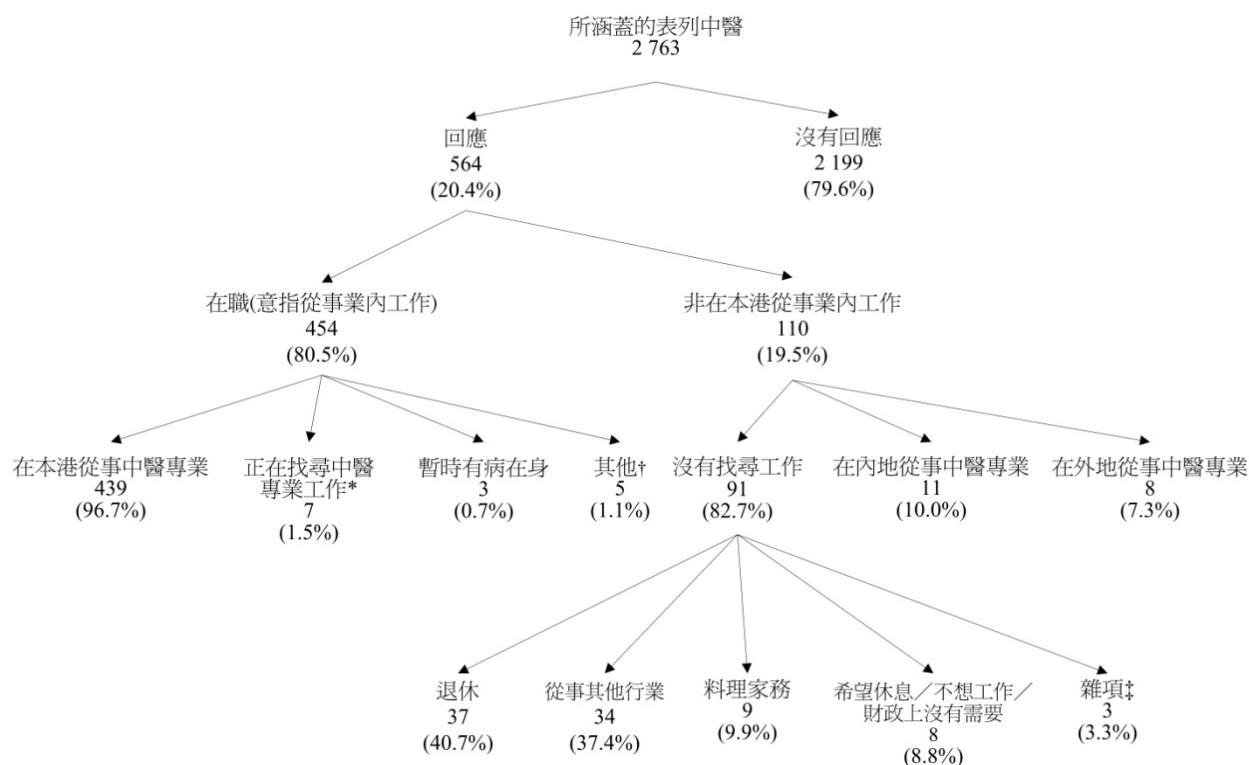 所涵蓋的表列中醫
2 763
回應
564
(20.4%)
沒有回應
2 199
(79.6%)
在職(意指從事業內工作)
454
(80.5%)
非在本港從事業內工作
110
(19.5%)
在本港從事中醫專業
439
(96.7%)
正在找尋中醫
專業工作*
7
(1.5%)
暫時有病在身
3
(0.7%)
其他†
5
(1.1%)
沒有找尋工作
91
(82.7%)
在內地從事中醫專業
11
(10.0%)
在外地從事中醫專業
8
(7.3%)
退休
37
(40.7%)
從事其他行業
34
(37.4%)
料理家務
9
(9.9%)
希望休息／不想工作／
財政上沒有需要
8
(8.8%)
雜項‡
3
(3.3%)